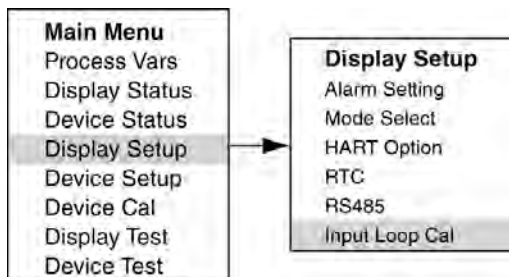 Main Menu
Process Vars
Display Status
Device Status
Display Setup
Device Setup
Device Cal
Display Test
Device Test
Display Setup
Alarm Setting
Mode Select
HART Option
RTC
RS485
Input Loop Cal